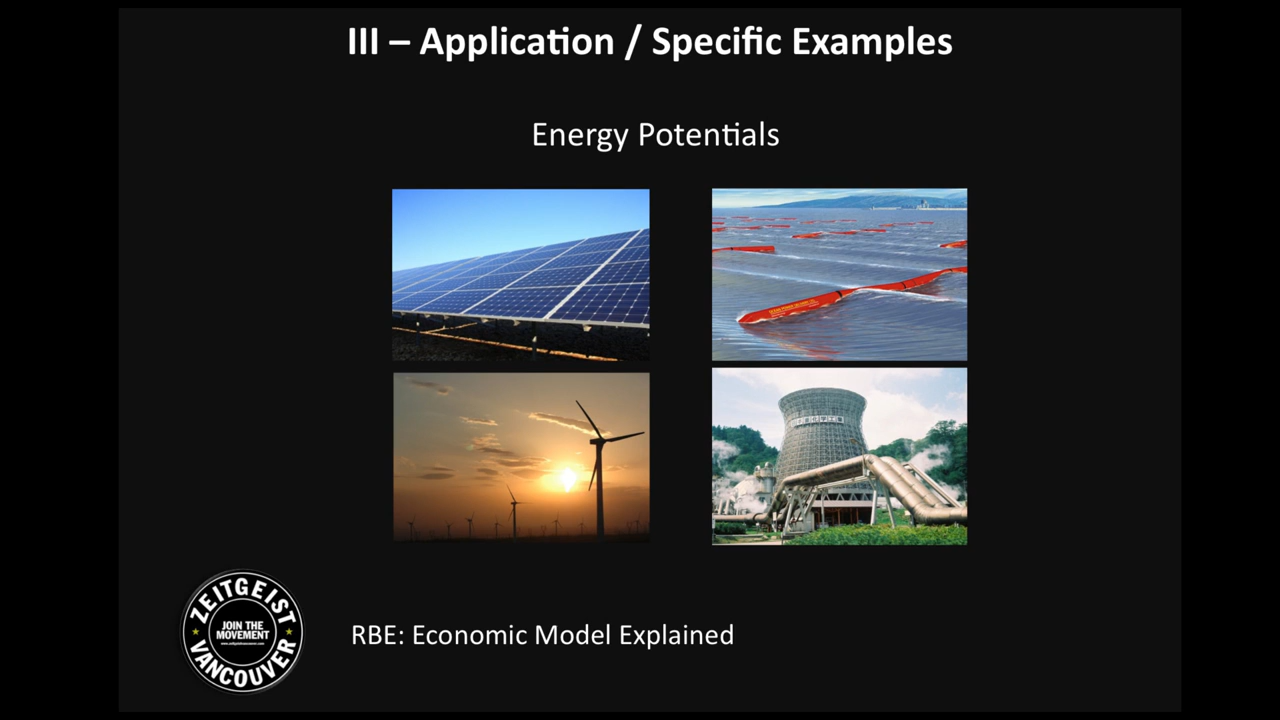 III – Application / Specific Examples
Energy Potentials
ZEITGEIST
JOIN THE
MOVEMENT
VANCOUVER
RBE: Economic Model Explained